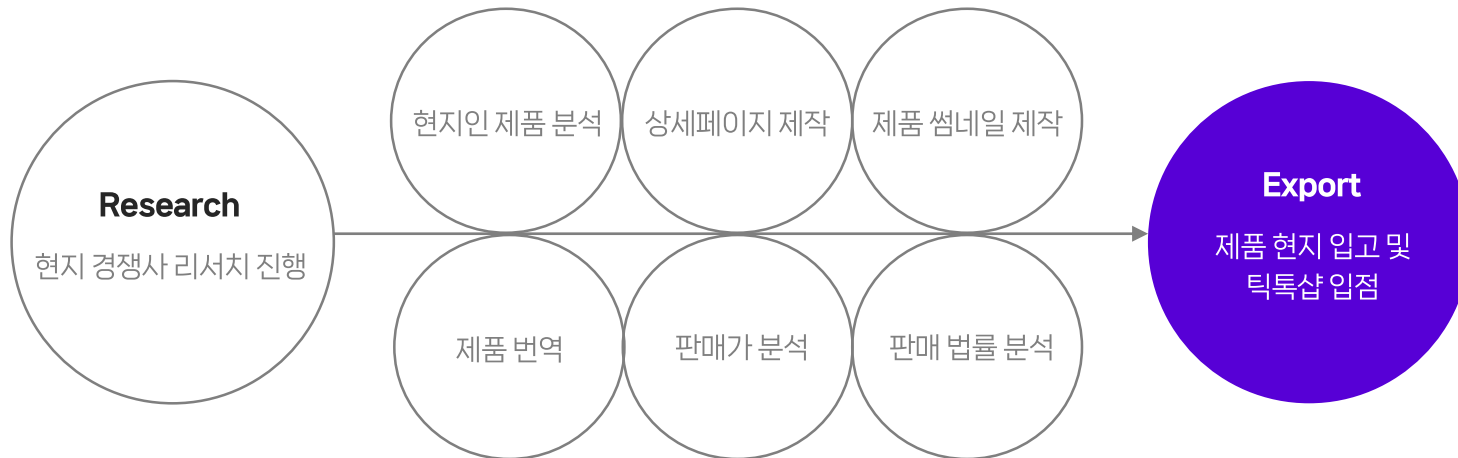 Research
현지 경쟁사 리서치 진행
현지인 제품 분석
상세페이지 제작
제품 썸네일 제작
제품 번역
판매가 분석
판매 법률 분석
Export
제품 현지 입고 및
틱톡샵 입점